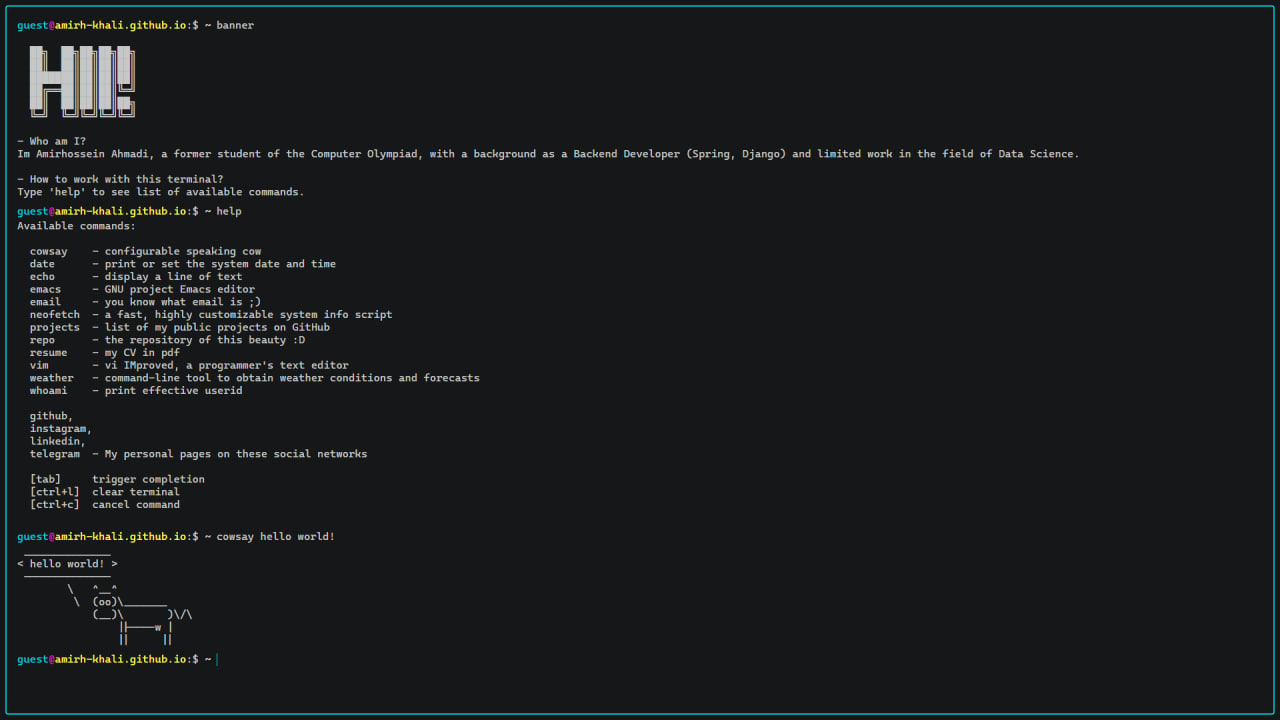 guest@amirh-khali.github.io:$ ~ banner
Hi!
- Who am I?
Im Amirhossein Ahmadi, a former student of the Computer Olympiad, with a background as a Backend Developer (Spring, Django) and limited work in the field of Data Science.
- How to work with this terminal?
Type 'help' to see list of available commands.
guest@amirh-khali.github.io:$ ~ help
Available commands:
cowsay - configurable speaking cow
date - print or set the system date and time
echo - display a line of text
emacs - GNU project Emacs editor
email - you know what email is ;)
neofetch - a fast, highly customizable system info script
projects - list of my public projects on GitHub
repo - the repository of this beauty :D
resume - my CV in pdf
vim - vi IMproved, a programmer's text editor
weather - command-line tool to obtain weather conditions and forecasts
whoami - print effective userid
github,
instagram,
linkedin,
telegram - My personal pages on these social networks
[tab] trigger completion
[ctrl+l] clear terminal
[ctrl+c] cancel command
guest@amirh-khali.github.io:$ ~ cowsay hello world!
 ______________
< hello world! >
 --------------
        \   ^__^
         \  (oo)\_______
            (__)\       )\/\
                ||----w |
                ||     ||
guest@amirh-khali.github.io:$ ~